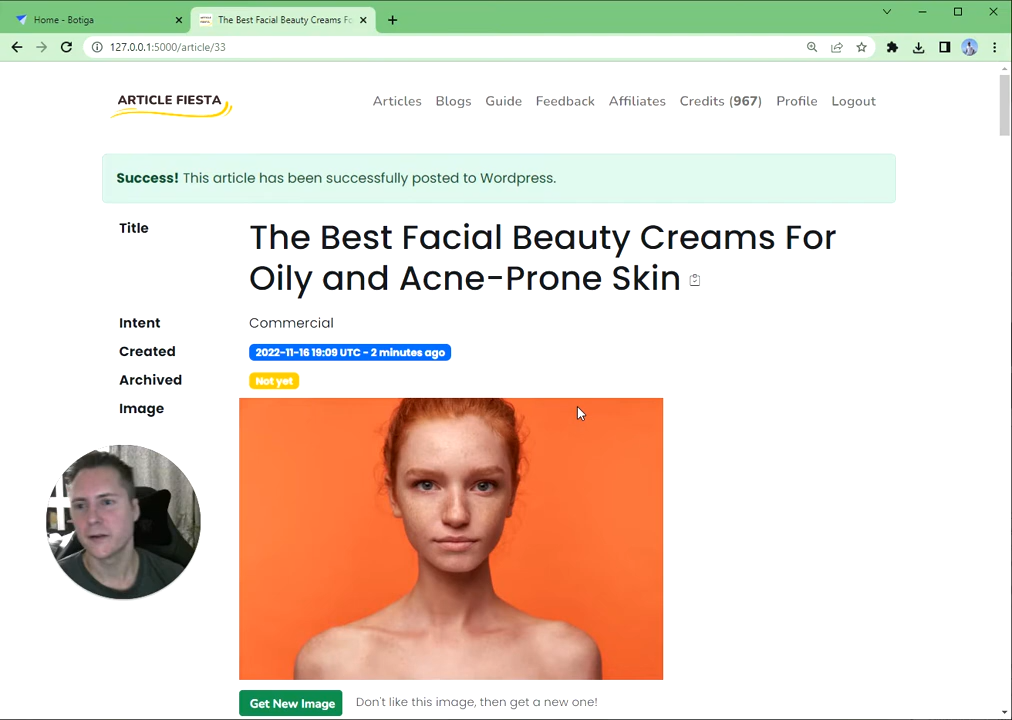 Home - Botiga
The Best Facial Beauty Creams Fo
127.0.0.1:5000/article/33
ARTICLE FIESTA
Articles Blogs Guide Feedback Affiliates Credits (967) Profile Logout
Success! This article has been successfully posted to Wordpress.
Title
The Best Facial Beauty Creams For
Oily and Acne-Prone Skin
Intent Commercial
Created 2022-11-16 19:09 UTC - 2 minutes ago
Archived Not yet
Image
Get New Image Don't like this image, then get a new one!